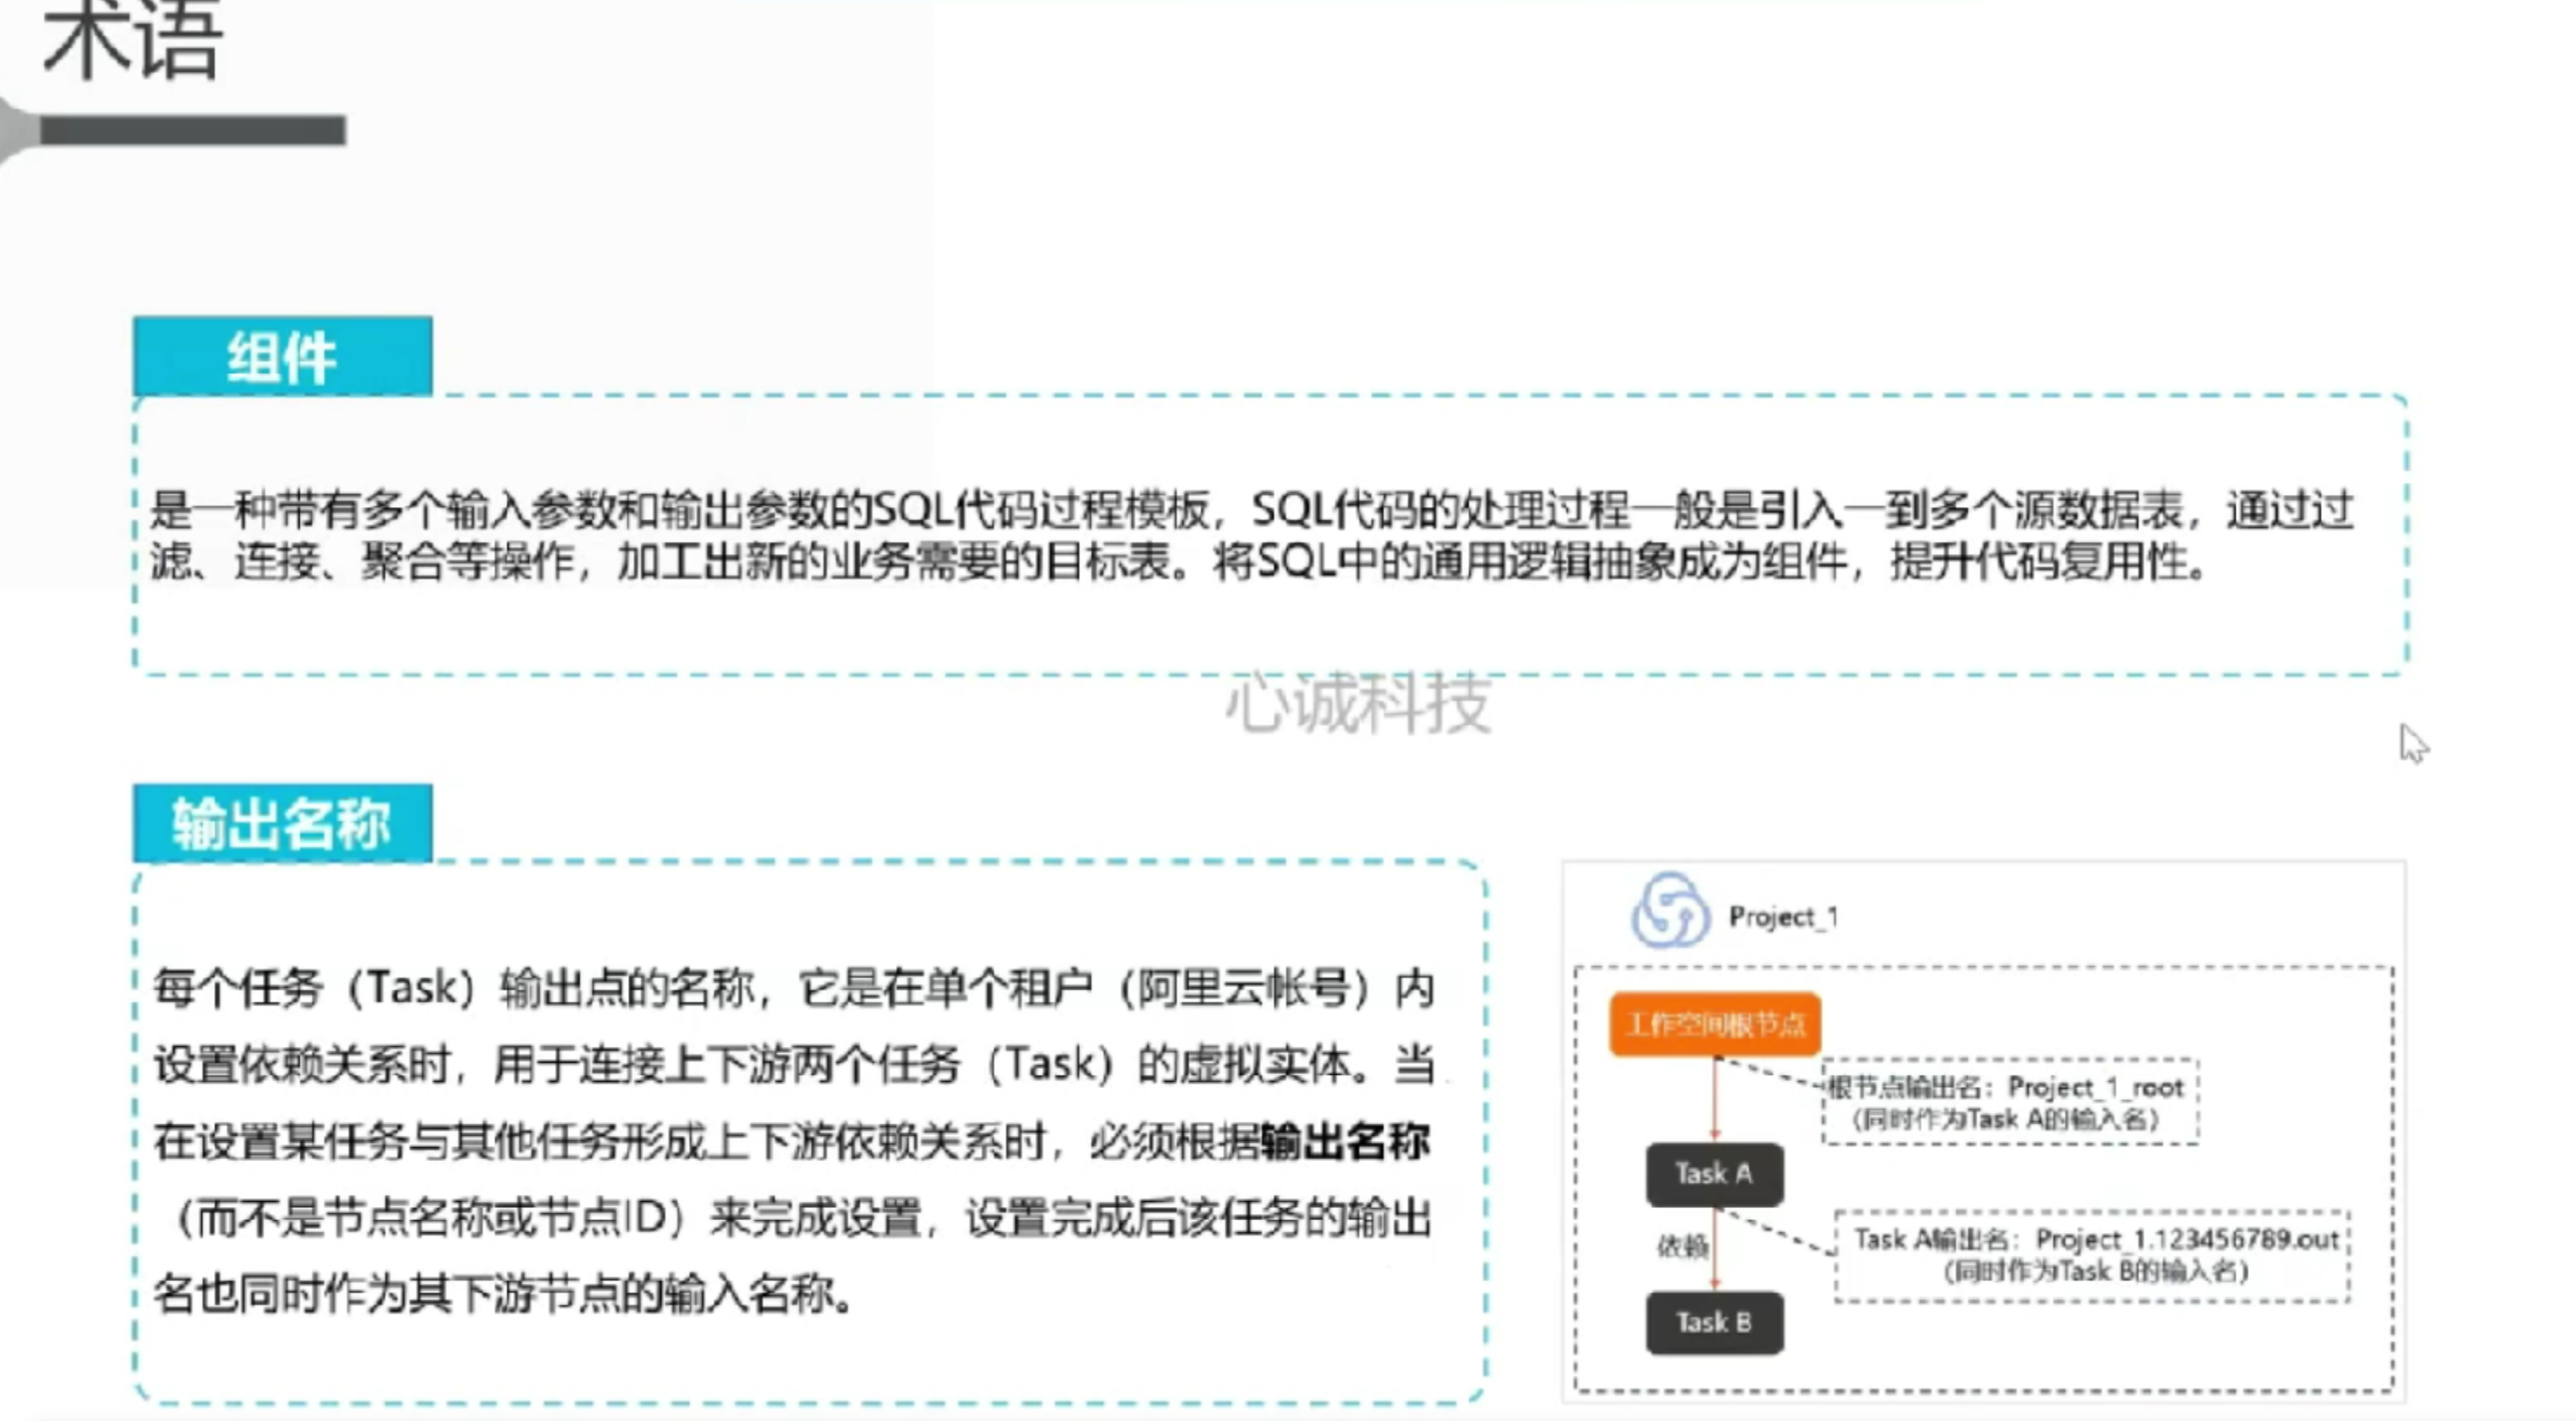 术语
组件
是一种带有多个输入参数和输出参数的SQL代码过程模板，SQL代码的处理过程一般是引入一到多个源数据表，通过过
滤、连接、聚合等操作，加工出新的业务需要的目标表。将SQL中的通用逻辑抽象成为组件，提升代码复用性。
心诚科技
输出名称
每个任务（Task）输出点的名称，它是在单个租户（阿里云帐号）内
设置依赖关系时，用于连接上下游两个任务（Task）的虚拟实体。当
在设置某任务与其他任务形成上下游依赖关系时，必须根据输出名称
（而不是节点名称或节点ID）来完成设置，设置完成后该任务的输出
名也同时作为其下游节点的输入名称。
Project_1
工作空间根节点
根节点输出名：Project_1_root
（同时作为Task A的输入名）
Task A
Task A输出名：Project_1.123456789.out
（同时作为Task B的输入名）
依赖
Task B